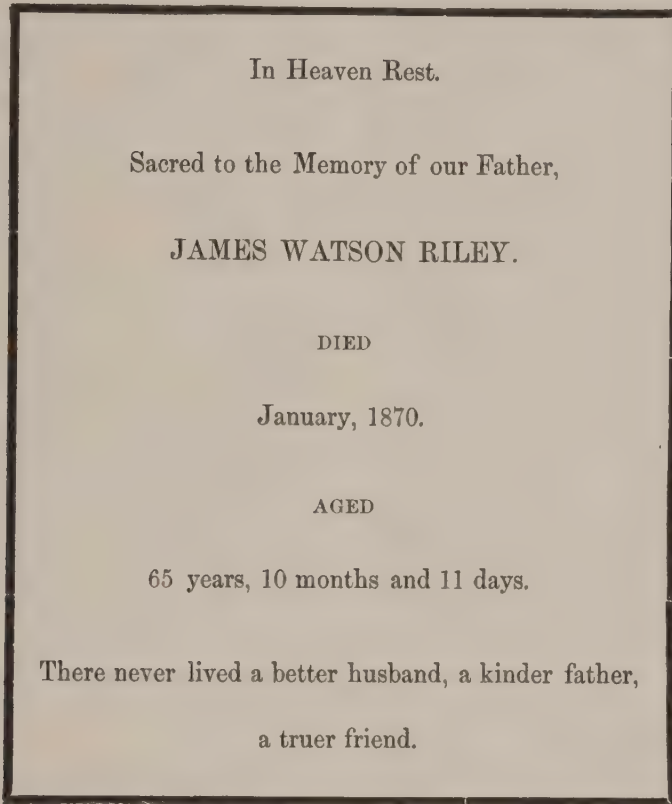 In Heaven Rest.
Sacred to the Memory of our Father,
JAMES WATSON RILEY.
DIED
January, 1870.
AGED
65 years, 10 months and 11 days.
There never lived a better husband, a kinder father,
a truer friend.